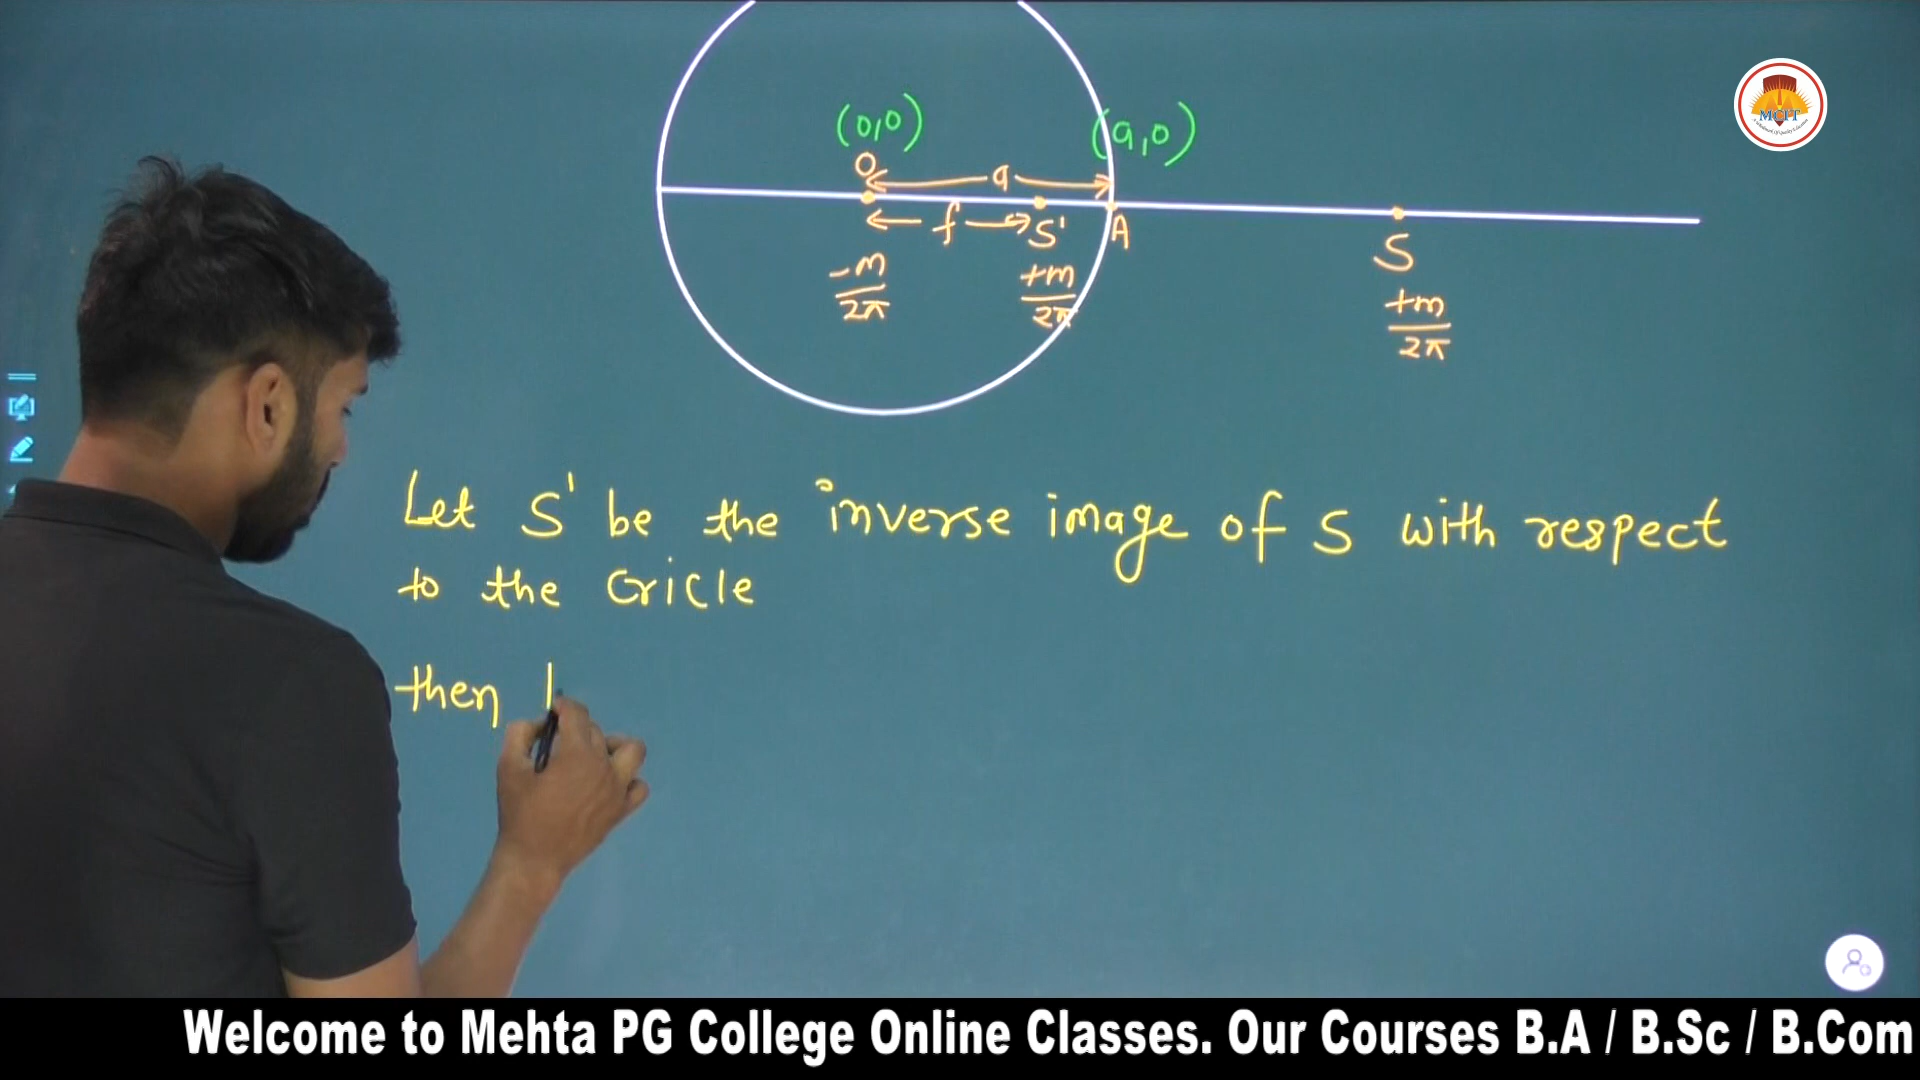 (0,0)
(a,0)
O
a
f
S'
A
S
-m
2π
+m
2π
+m
2π
Let S' be the inverse image of S with respect
to the Cricle
then
MCIT
Welcome to Mehta PG College Online Classes. Our Courses B.A / B.Sc / B.Com